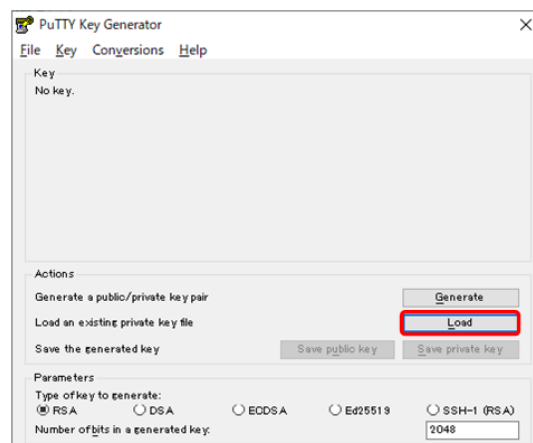 PuTTY Key Generator
File Key Conversions Help
Key
No key.
Actions
Generate a public/private key pair Generate
Load an existing private key file Load
Save the generated key Save public key Save private key
Parameters
Type of key to generate:
RSA DSA ECDSA Ed25519 SSH-1 (RSA)
Number of bits in a generated key: 2048